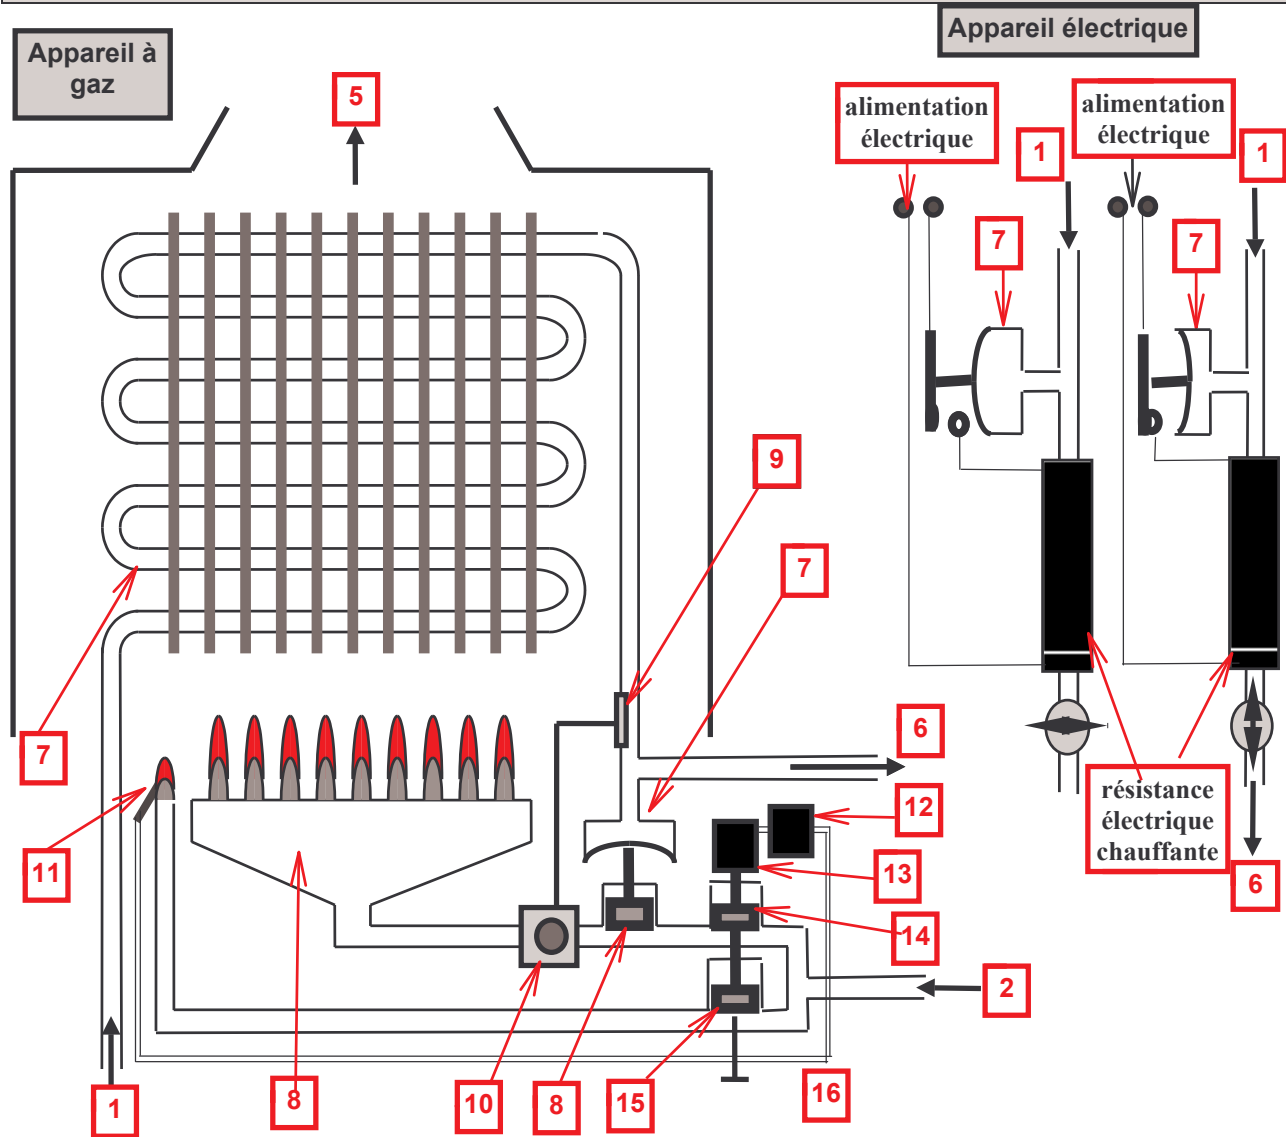 Appareil à
gaz
Appareil électrique
5
alimentation
électrique
1
alimentation
électrique
1
7
7
9
7
7
6
11
12
13
14
résistance
électrique
chauffante
6
2
1
8
10
8
15
16